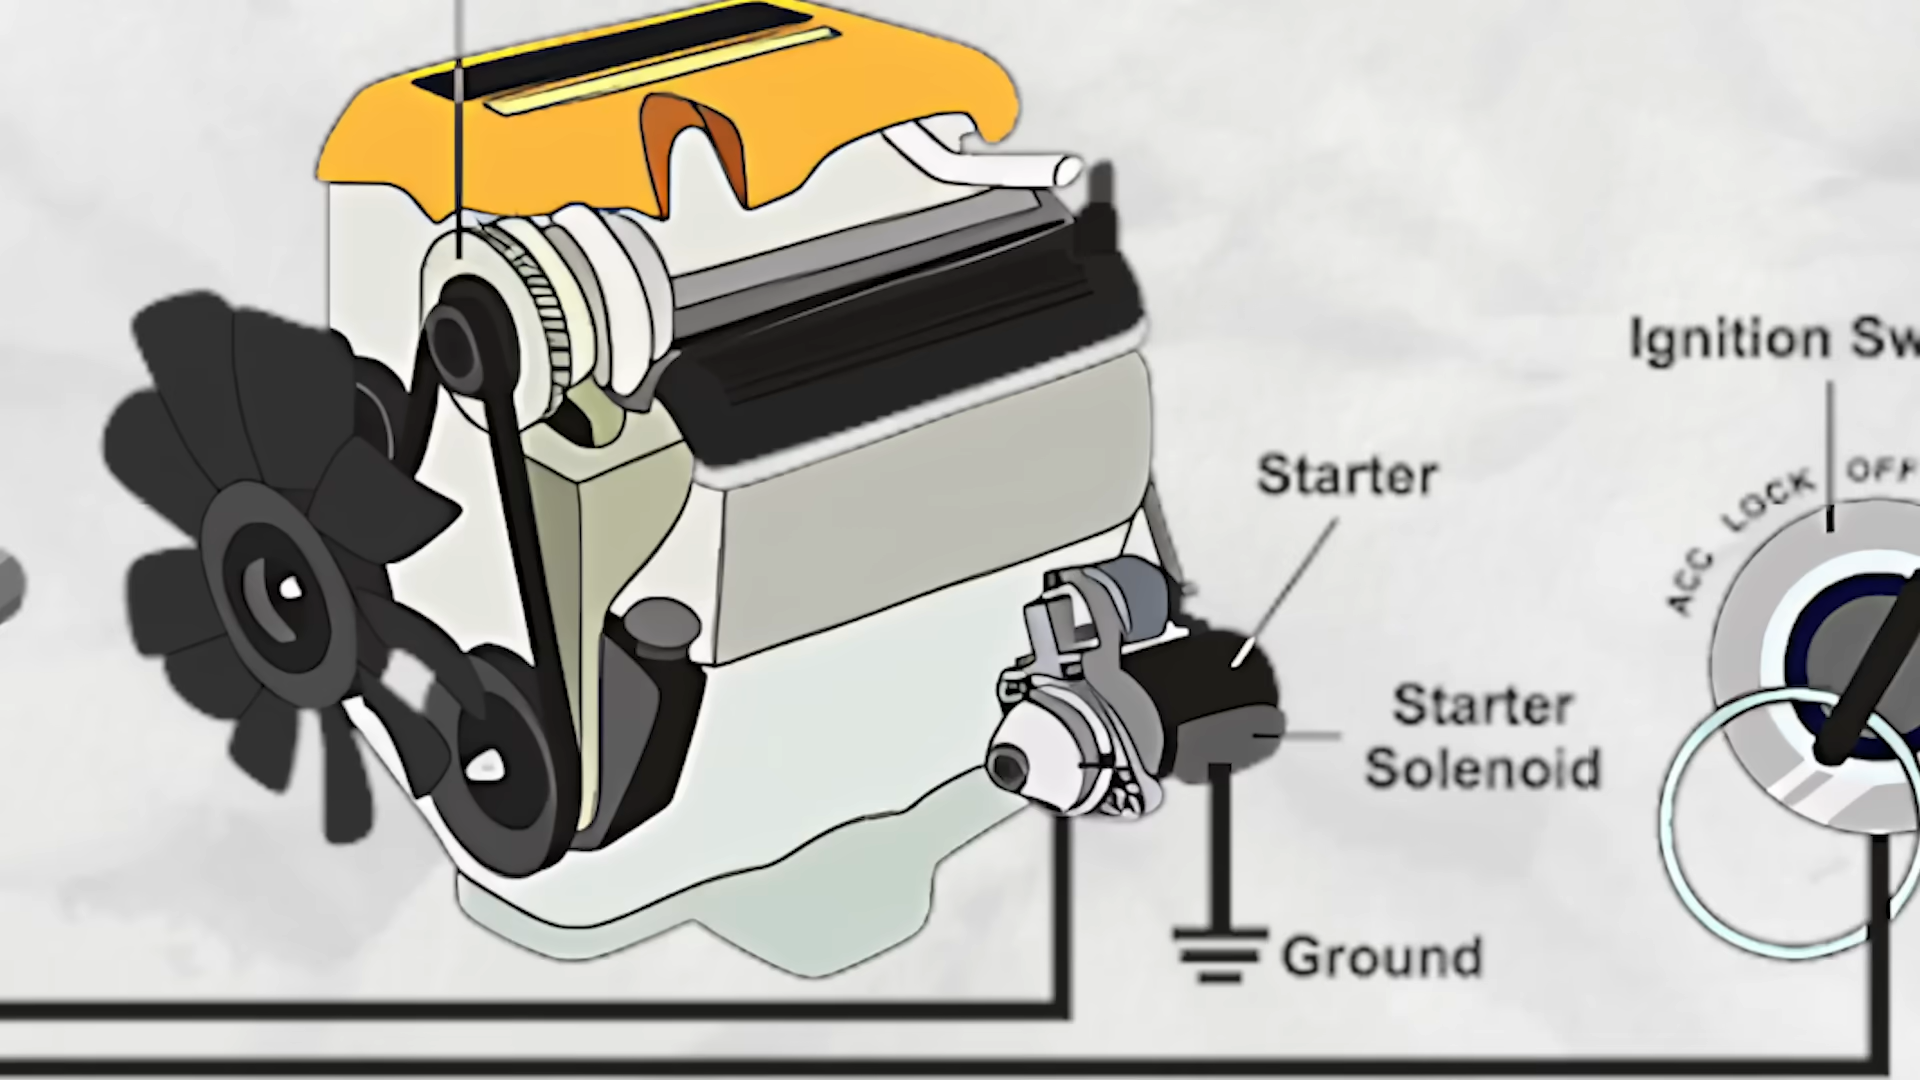 Ignition Sw
OFF
LOCK
ACC
Starter
Starter
Solenoid
Ground